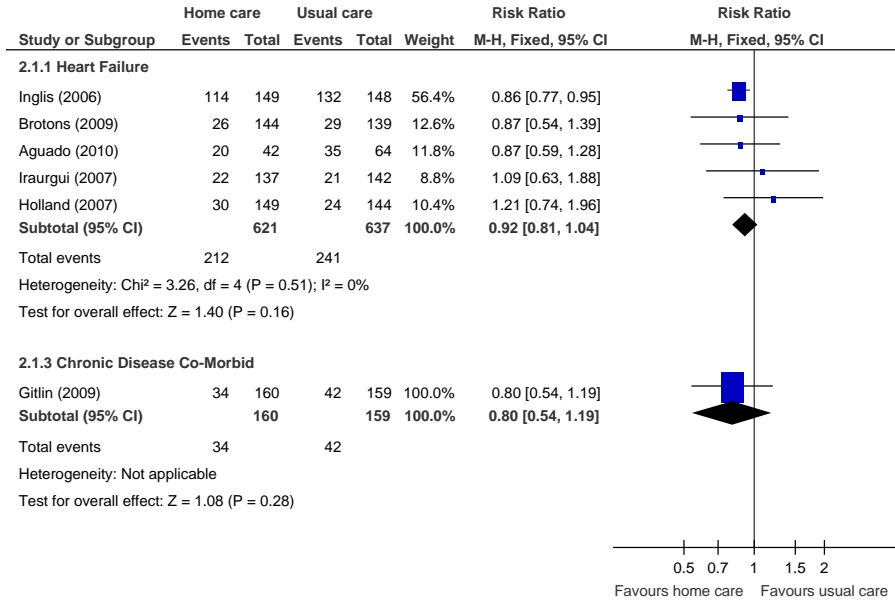 Home care Usual care Risk Ratio Risk Ratio
Study or Subgroup Events Total Events Total Weight M-H, Fixed, 95% CI M-H, Fixed, 95% CI
2.1.1 Heart Failure
Inglis (2006) 114 149 132 148 56.4% 0.86 [0.77, 0.95]
Brotons (2009) 26 144 29 139 12.6% 0.87 [0.54, 1.39]
Aguado (2010) 20 42 35 64 11.8% 0.87 [0.59, 1.28]
Iraurgui (2007) 22 137 21 142 8.8% 1.09 [0.63, 1.88]
Holland (2007) 30 149 24 144 10.4% 1.21 [0.74, 1.96]
Subtotal (95% CI) 621 637 100.0% 0.92 [0.81, 1.04]
Total events 212 241
Heterogeneity: Chi² = 3.26, df = 4 (P = 0.51); I² = 0%
Test for overall effect: Z = 1.40 (P = 0.16)
2.1.3 Chronic Disease Co-Morbid
Gitlin (2009) 34 160 42 159 100.0% 0.80 [0.54, 1.19]
Subtotal (95% CI) 160 159 100.0% 0.80 [0.54, 1.19]
Total events 34 42
Heterogeneity: Not applicable
Test for overall effect: Z = 1.08 (P = 0.28)
0.5 0.7 1 1.5 2
Favours home care Favours usual care